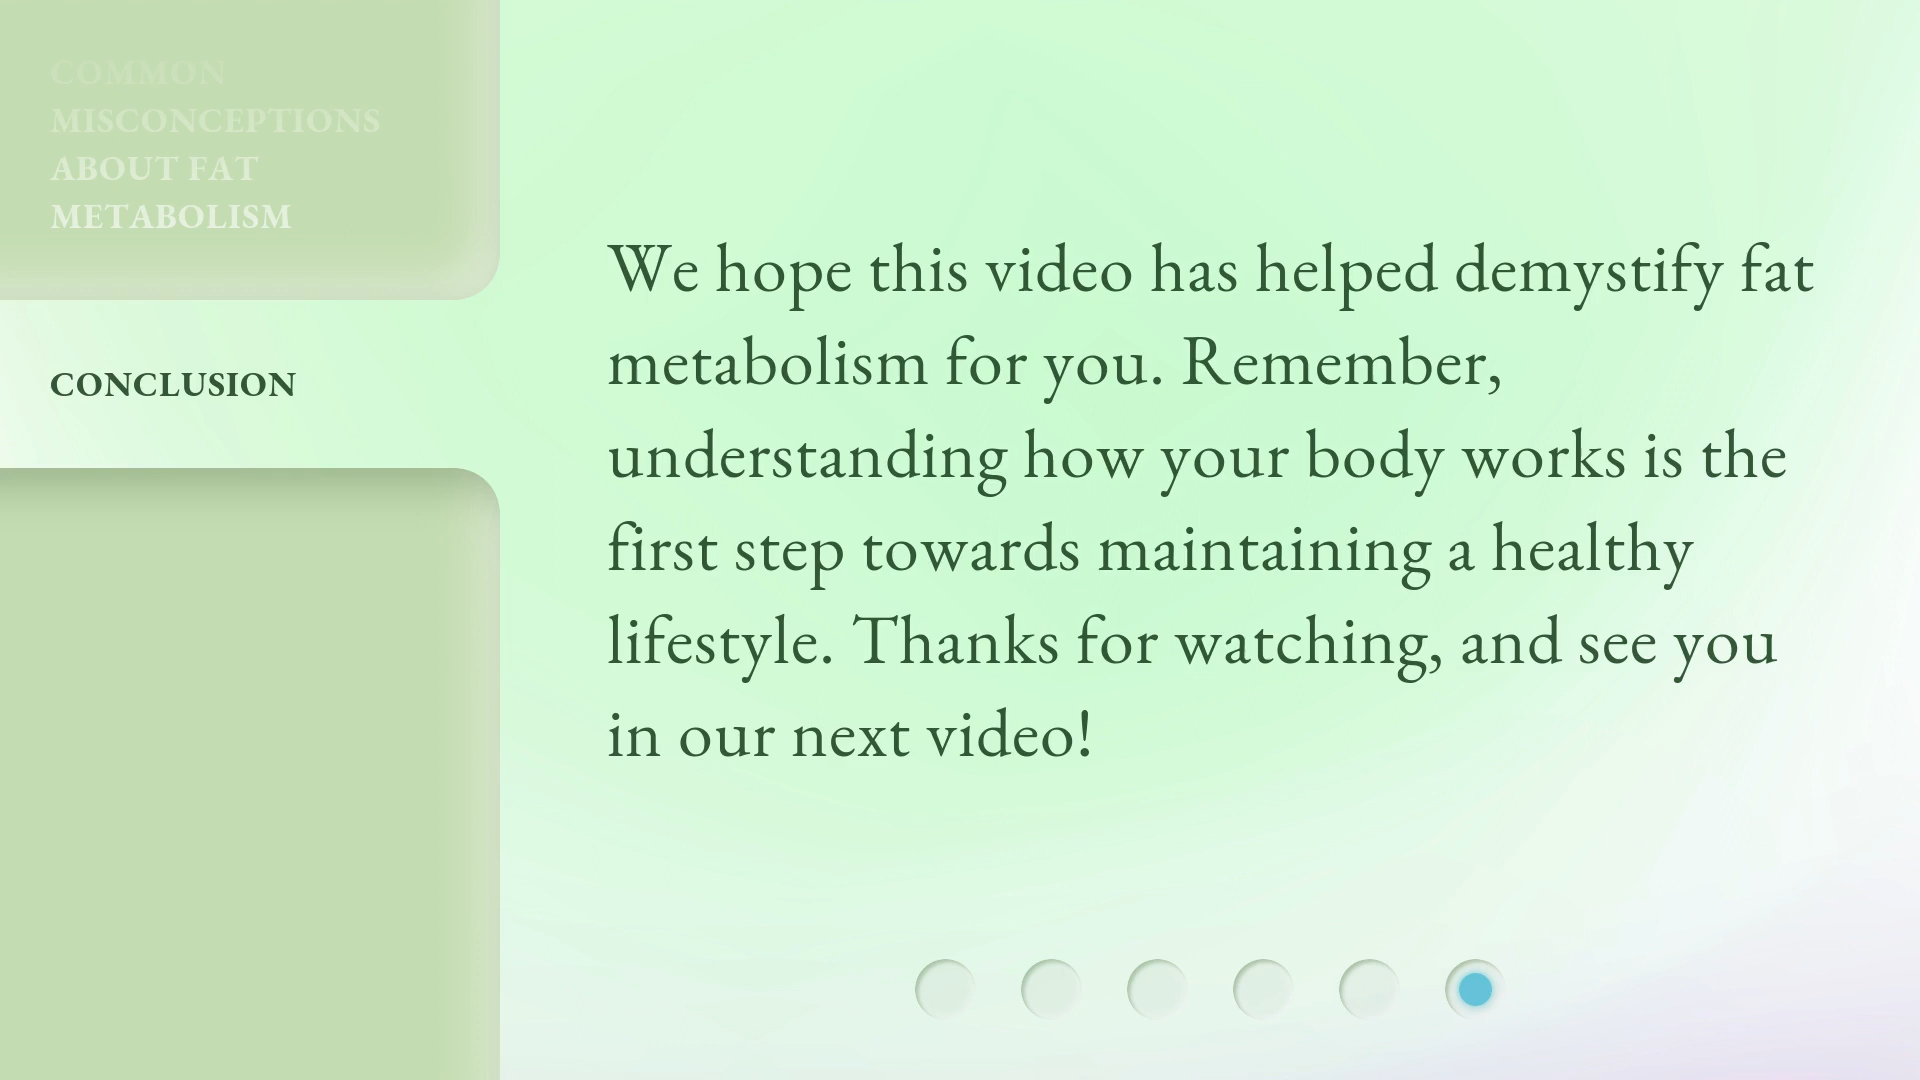 COMMON
MISCONCEPTIONS
ABOUT FAT
METABOLISM
CONCLUSION
We hope this video has helped demystify fat
metabolism for you. Remember,
understanding how your body works is the
first step towards maintaining a healthy
lifestyle. Thanks for watching, and see you
in our next video!